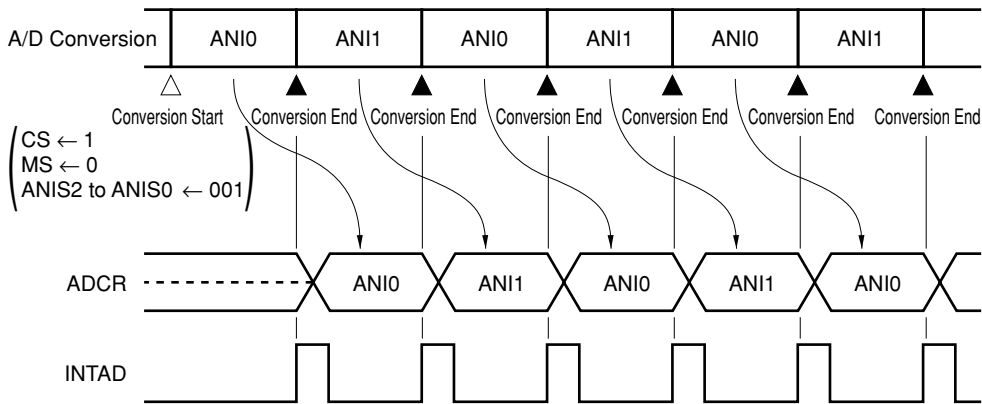 A/D Conversion ANI0 ANI1 ANI0 ANI1 ANI0 ANI1
Conversion Start Conversion End Conversion End Conversion End Conversion End Conversion End Conversion End
CS ← 1
MS ← 0
ANIS2 to ANIS0 ← 001
ADCR ANI0 ANI1 ANI0 ANI1 ANI0
INTAD